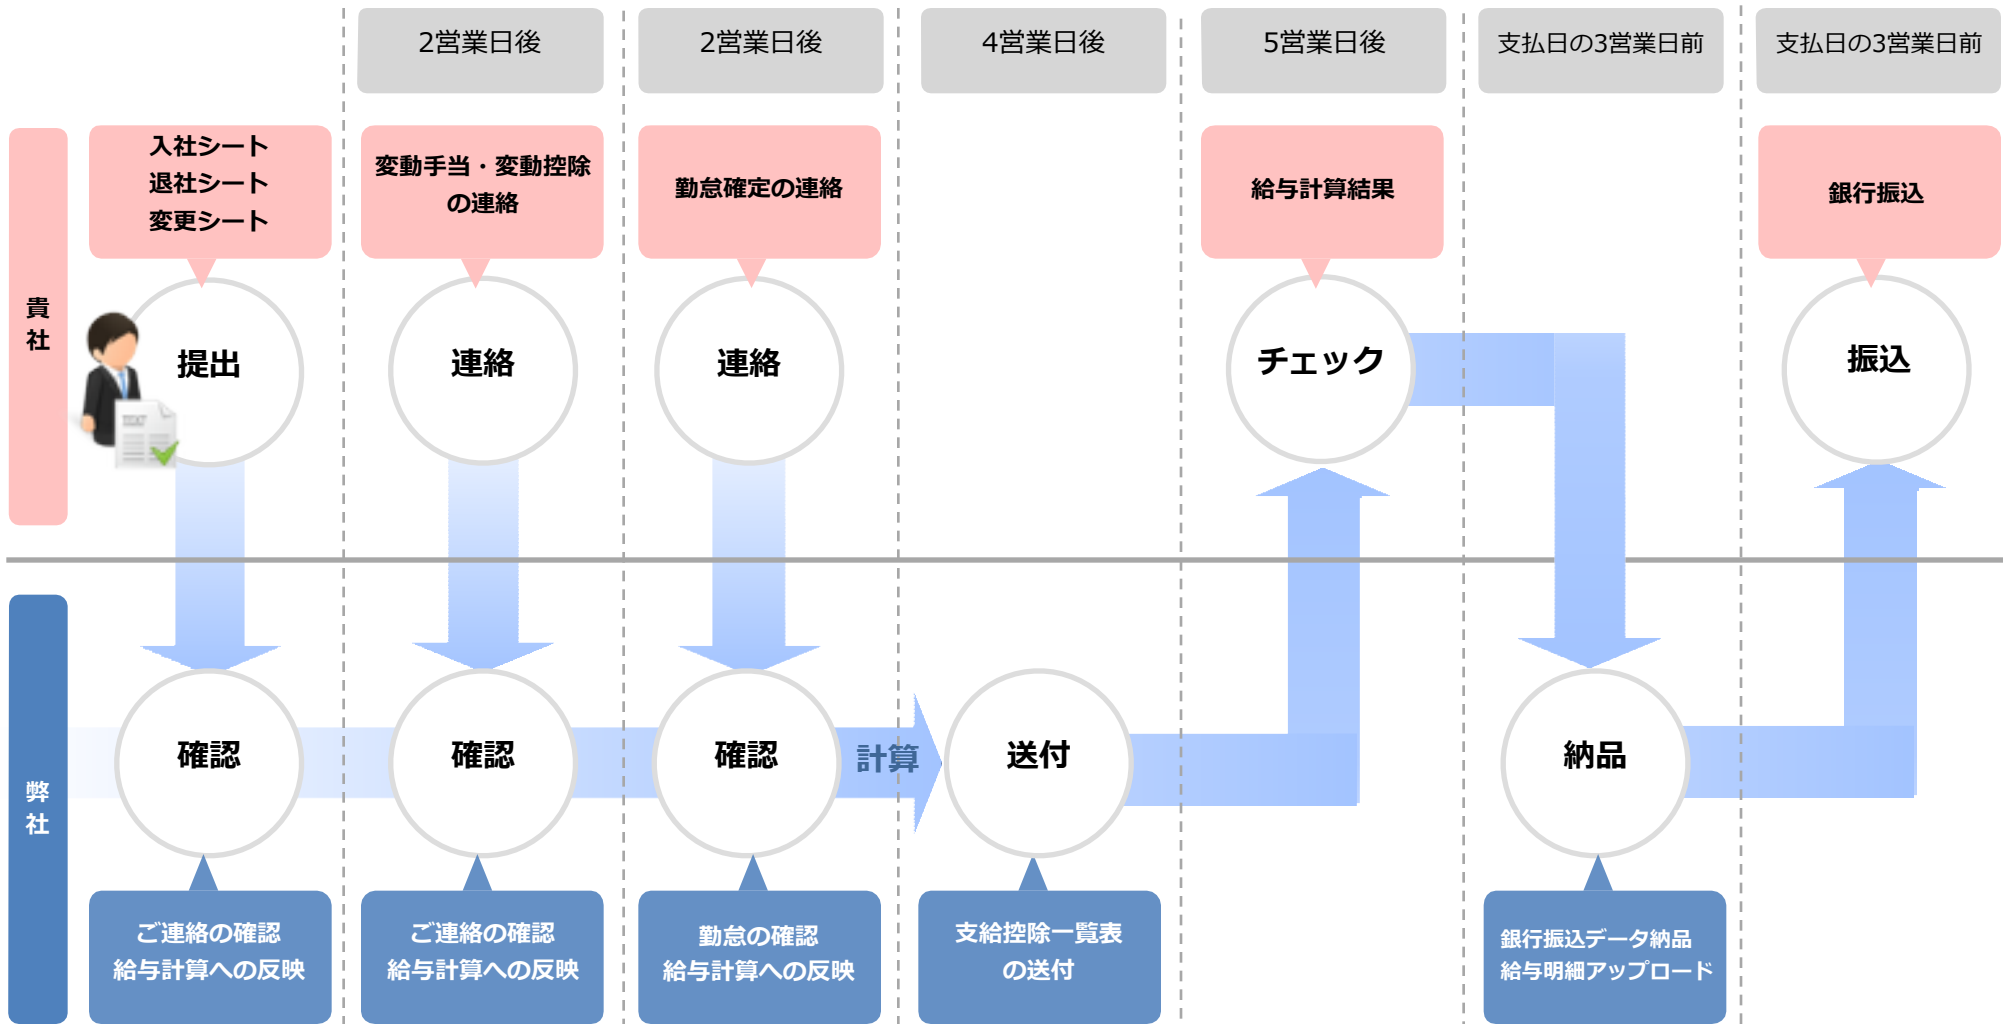 2営業日後
2営業日後
4営業日後
5営業日後
支払日の3営業日前
支払日の3営業日前
貴社
入社シート
退社シート
変更シート
変動手当・変動控除
の連絡
勤怠確定の連絡
給与計算結果
銀行振込
提出
連絡
連絡
チェック
振込
弊社
確認
確認
確認
計算
送付
納品
ご連絡の確認
給与計算への反映
ご連絡の確認
給与計算への反映
勤怠の確認
給与計算への反映
支給控除一覧表
の送付
銀行振込データ納品
給与明細アップロード
TEXT